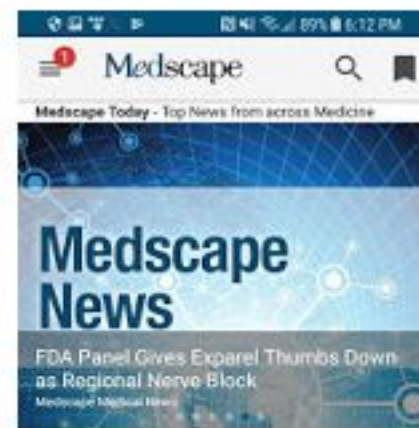 89% 6:12 PM
1
Medscape
Medscape Today - Top News from across Medicine
Medscape
News
FDA Panel Gives Exparel Thumbs Down
as Regional Nerve Block
Medscape Medical News